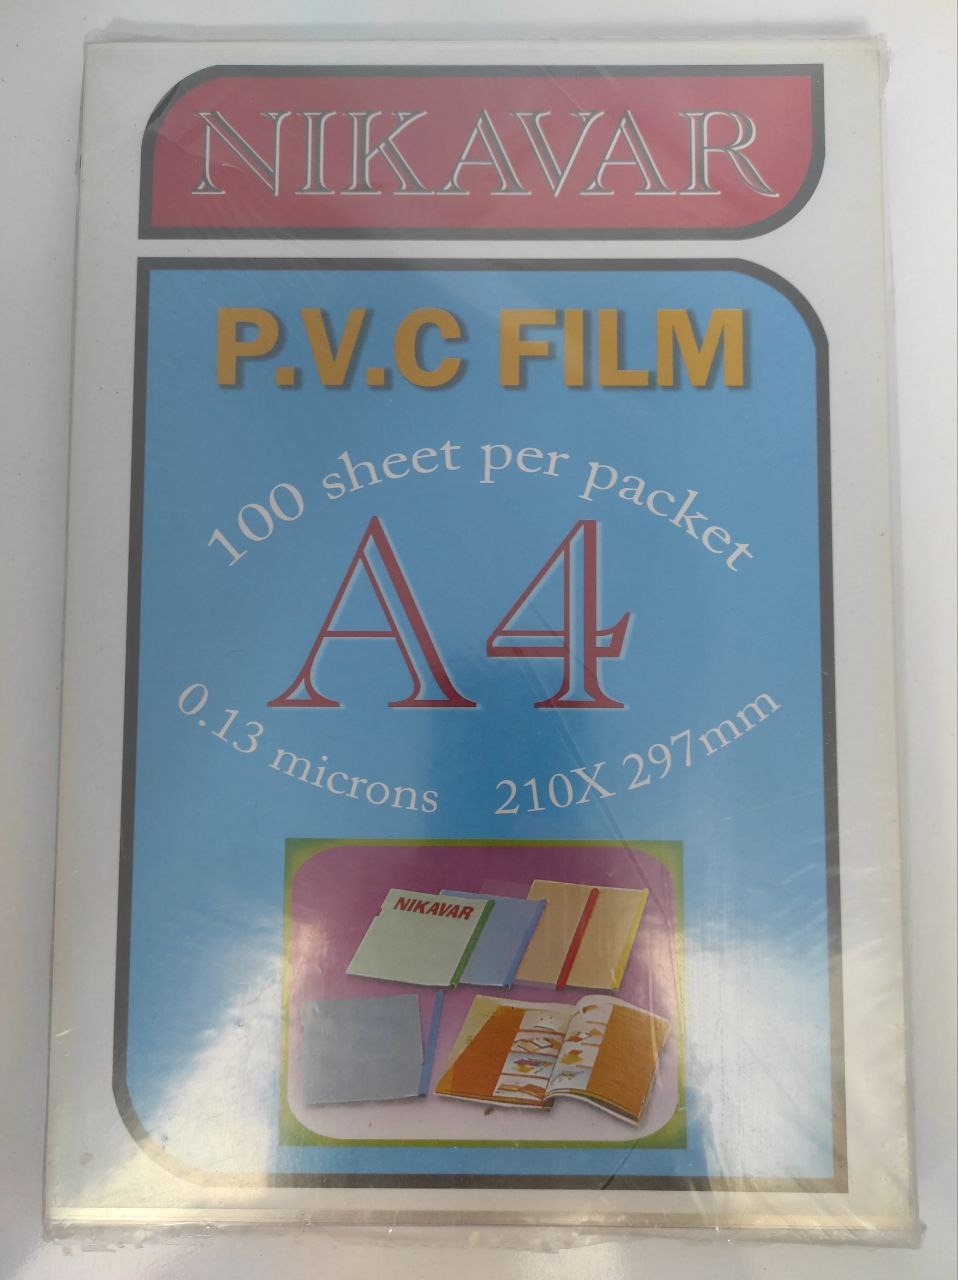 NIKAVAR
P.V.C FILM
100 sheet per packet
A4
0.13 microns 210X 297mm
NIKAVAR